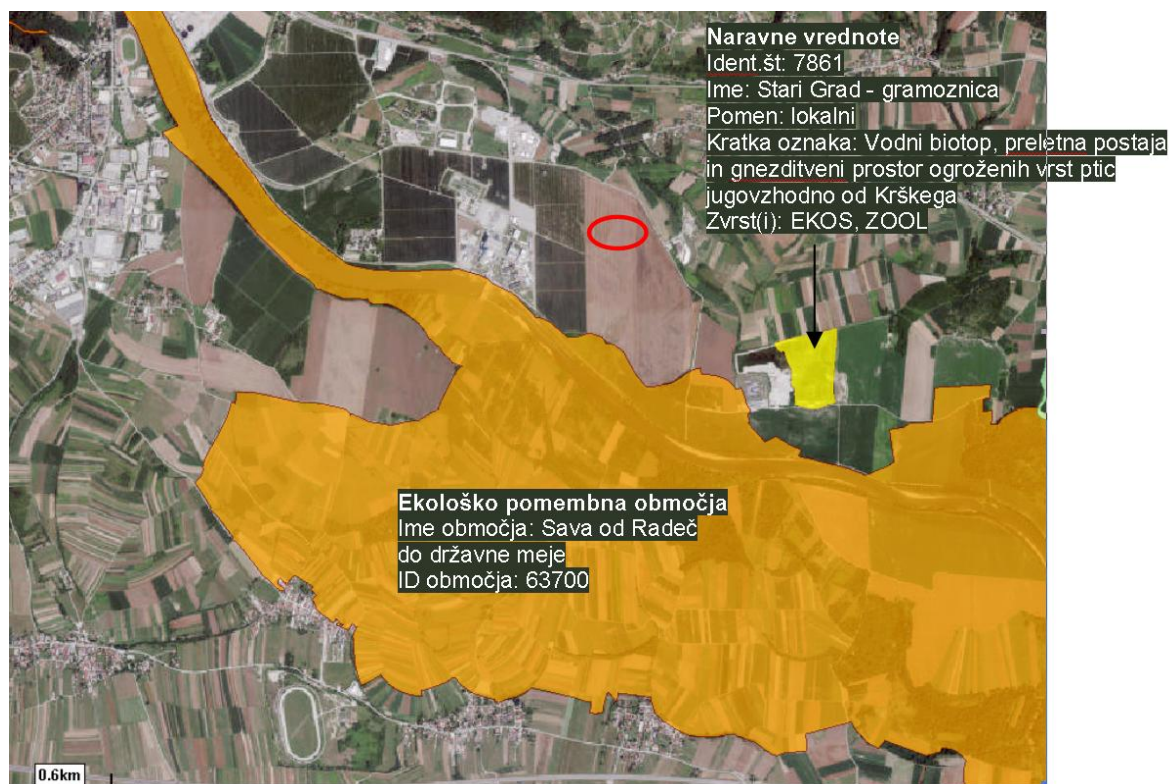 Naravne vrednote
Ident.št: 7861
Ime: Stari Grad - gramoznica
Pomen: lokalni
Kratka oznaka: Vodni biotop, preletna postaja
in gnezditveni prostor ogroženih vrst ptic
jugovzhodno od Krškega
Zvrst(i): EKOS, ZOOL
Ekološko pomembna območja
Ime območja: Sava od Radeč
do državne meje
ID območja: 63700
0.6km